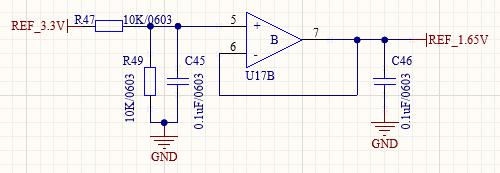 REF_3.3V
R47
10K/0603
5
+
B
7
6
-
U17B
REF_1.65V
R49
10K/0603
C45
0.1uF/0603
C46
0.1uF/0603
GND
GND